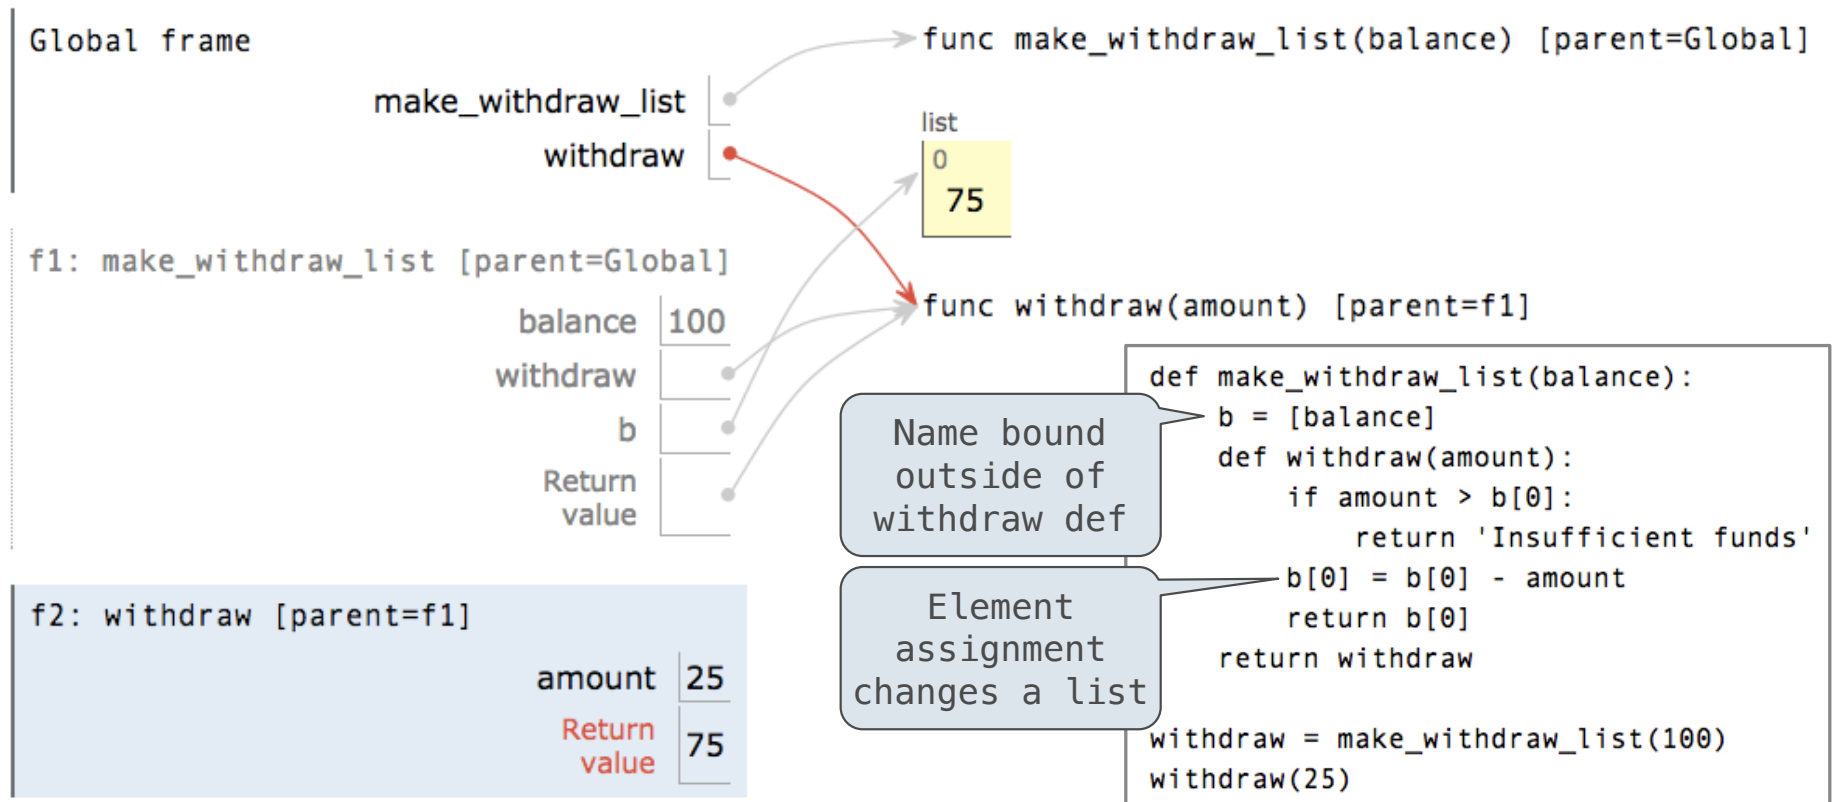 Global frame
make_withdraw_list
withdraw
func make_withdraw_list(balance) [parent=Global]
list
0
75
f1: make_withdraw_list [parent=Global]
balance 100
withdraw
b
Return
value
func withdraw(amount) [parent=f1]
f2: withdraw [parent=f1]
amount 25
Return
value 75
Name bound
outside of
withdraw def
Element
assignment
changes a list
def make_withdraw_list(balance):
    b = [balance]
    def withdraw(amount):
        if amount > b[0]:
            return 'Insufficient funds'
        b[0] = b[0] - amount
        return b[0]
    return withdraw
withdraw = make_withdraw_list(100)
withdraw(25)